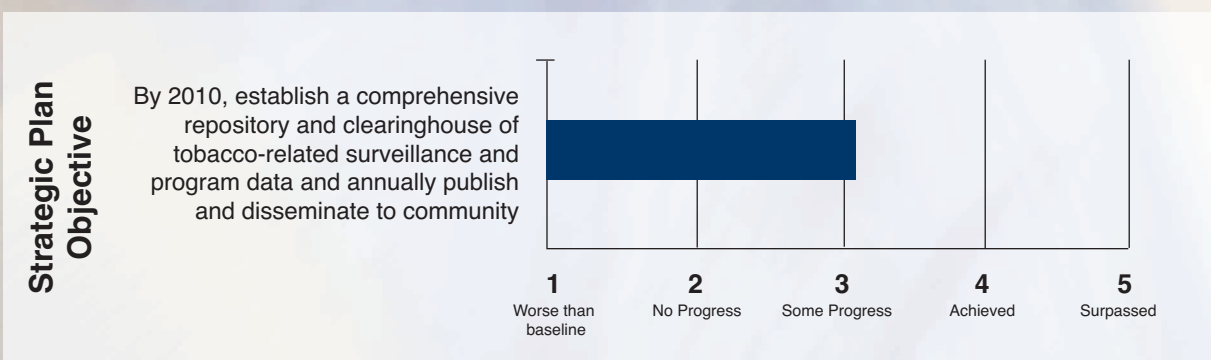 Strategic Plan
Objective
By 2010, establish a comprehensive
repository and clearinghouse of
tobacco-related surveillance and
program data and annually publish
and disseminate to community
1 2 3 4 5
Worse than No Progress Some Progress Achieved Surpassed
baseline